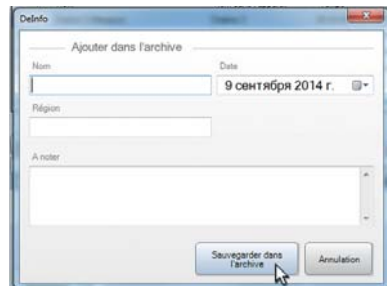 DeInfo
Ajouter dans l'archive
Nom
Date
9 сентября 2014 г.
Région
A noter
Sauvegarder dans
l'archive
Annulation